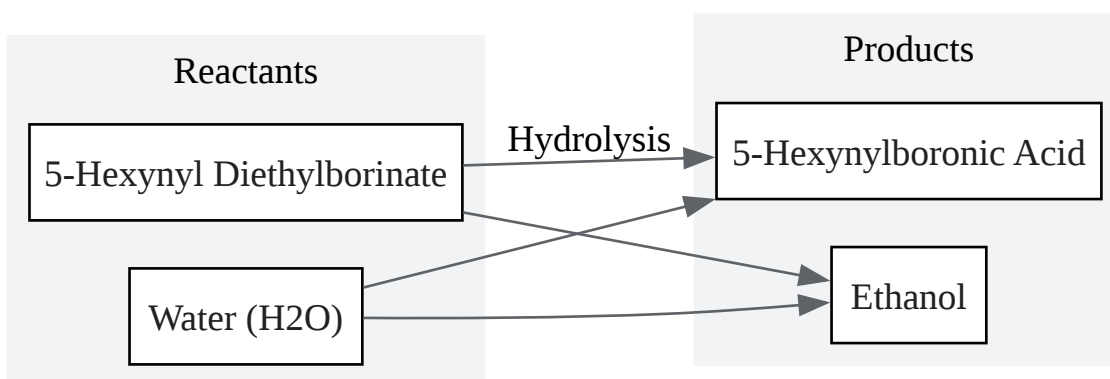 Reactants
5-Hexynyl Diethylborinate
Water (H2O)
Hydrolysis
Products
5-Hexynylboronic Acid
Ethanol